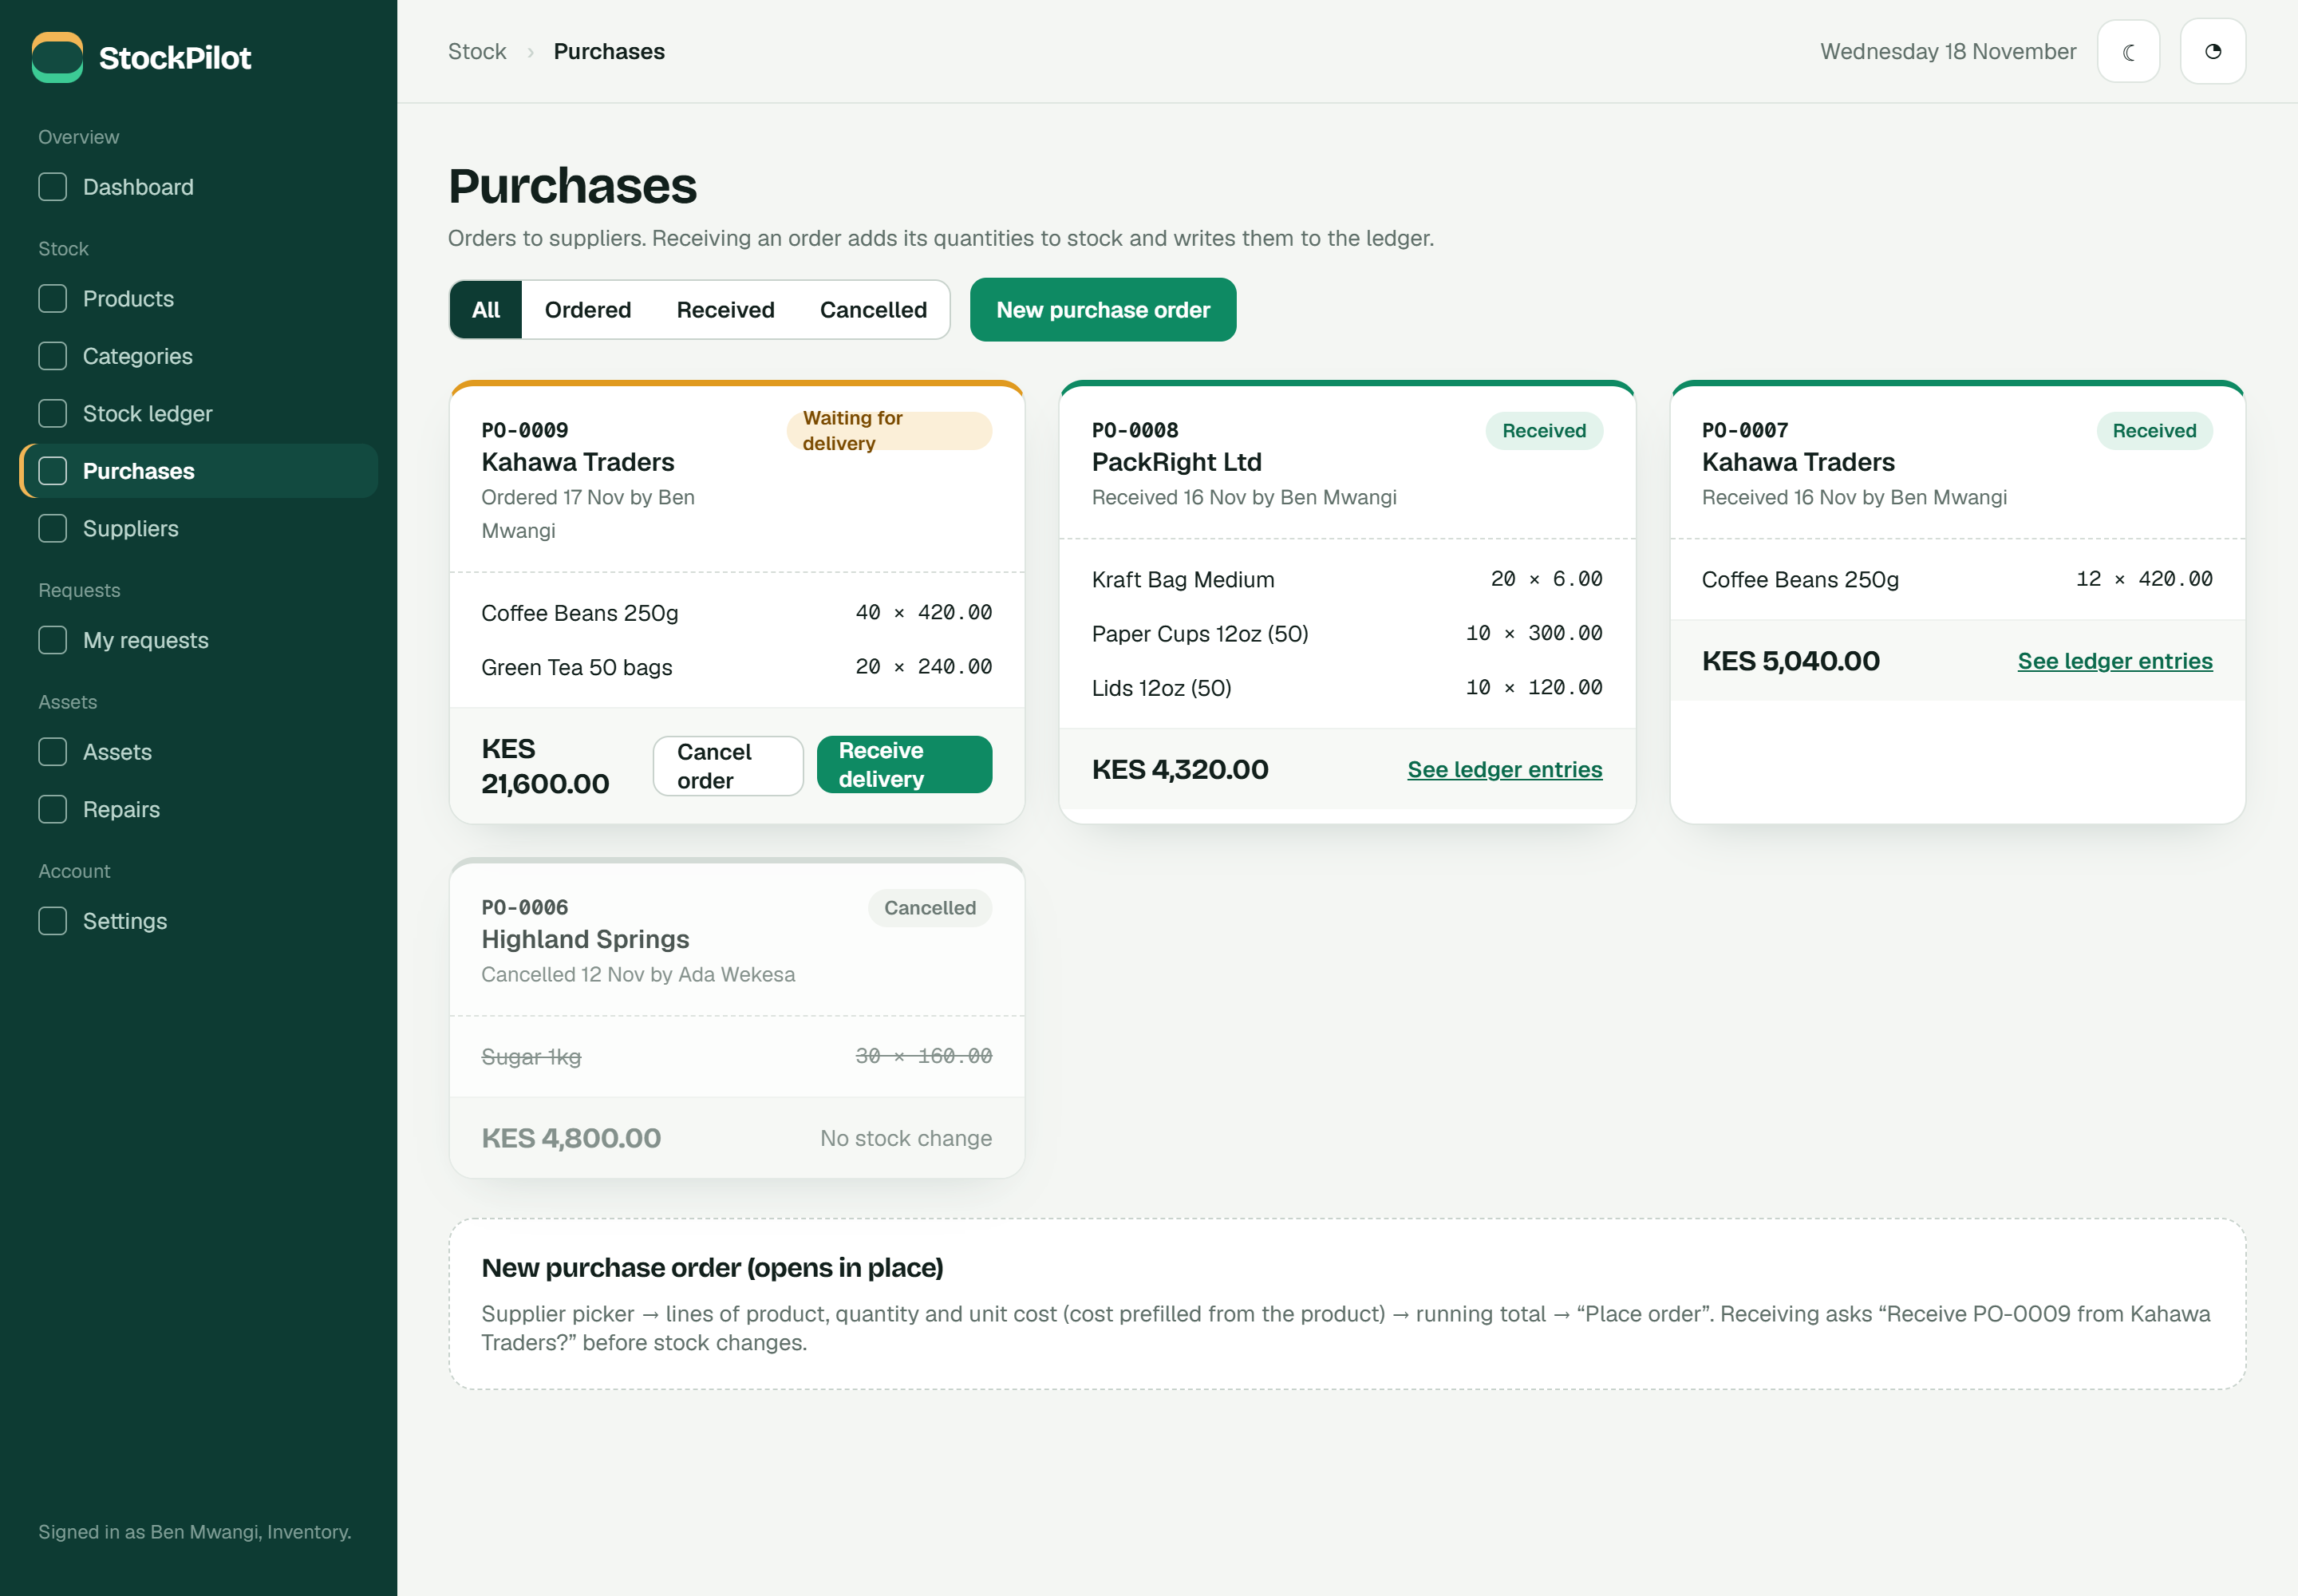 StockPilot
Overview
Dashboard
Stock
Products
Categories
Stock ledger
Purchases
Suppliers
Requests
My requests
Assets
Assets
Repairs
Account
Settings
Signed in as Ben Mwangi, Inventory.
Stock › Purchases
Wednesday 18 November
Purchases
Orders to suppliers. Receiving an order adds its quantities to stock and writes them to the ledger.
All Ordered Received Cancelled
New purchase order
PO-0009
Waiting for
delivery
Kahawa Traders
Ordered 17 Nov by Ben
Mwangi
Coffee Beans 250g 40 × 420.00
Green Tea 50 bags 20 × 240.00
KES
21,600.00
Cancel
order
Receive
delivery
PO-0008
Received
PackRight Ltd
Received 16 Nov by Ben Mwangi
Kraft Bag Medium 20 × 6.00
Paper Cups 12oz (50) 10 × 300.00
Lids 12oz (50) 10 × 120.00
KES 4,320.00
See ledger entries
PO-0007
Received
Kahawa Traders
Received 16 Nov by Ben Mwangi
Coffee Beans 250g 12 × 420.00
KES 5,040.00
See ledger entries
PO-0006
Cancelled
Highland Springs
Cancelled 12 Nov by Ada Wekesa
Sugar 1kg 30 × 160.00
KES 4,800.00
No stock change
New purchase order (opens in place)
Supplier picker → lines of product, quantity and unit cost (cost prefilled from the product) → running total → “Place order”. Receiving asks “Receive PO-0009 from Kahawa
Traders?” before stock changes.